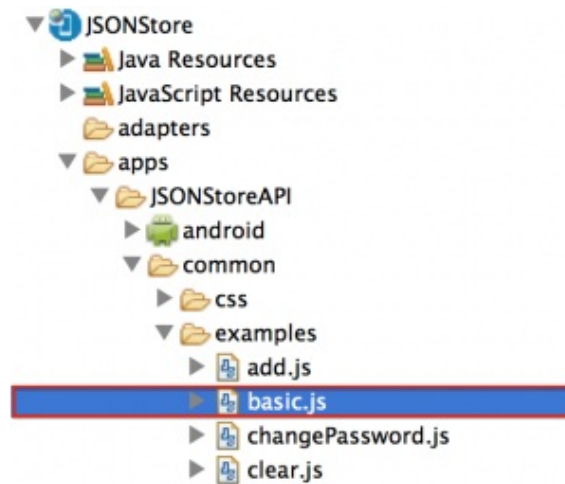 JSONStore
Java Resources
JavaScript Resources
adapters
apps
JSONStoreAPI
android
common
css
examples
add.js
basic.js
changePassword.js
clear.js